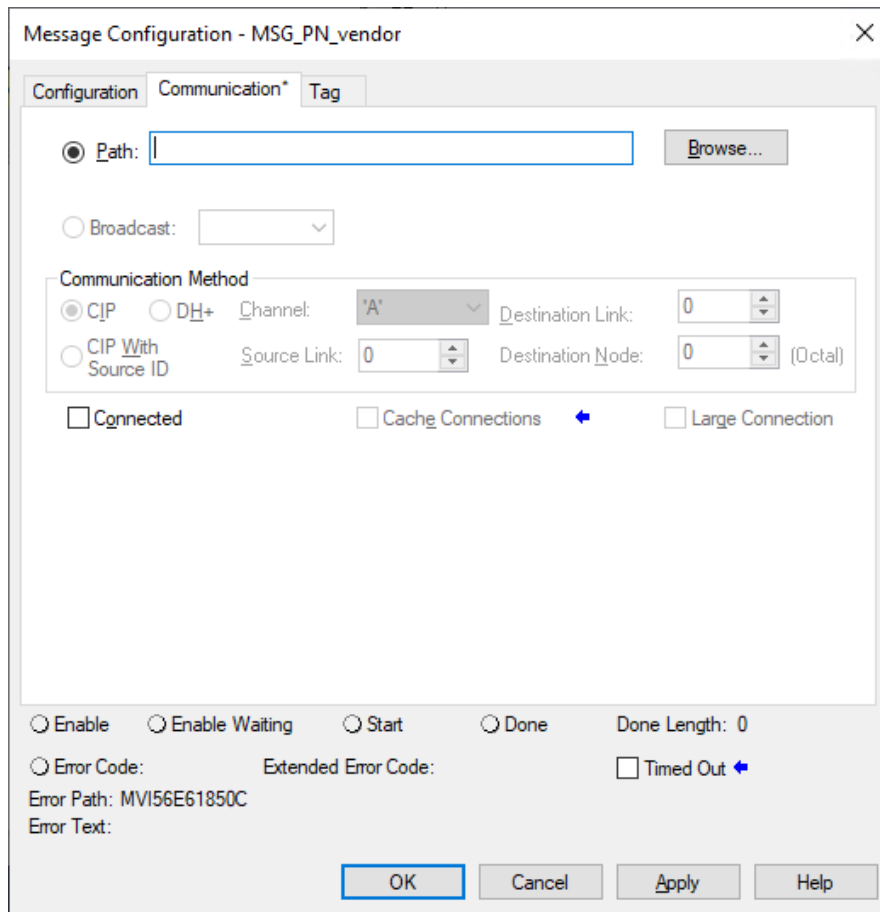 Message Configuration - MSG_PN_vendor
Configuration Communication* Tag
Path: Browse...
Broadcast:
Communication Method
CIP DH+ Channel: 'A' Destination Link: 0
CIP With Source ID Source Link: 0 Destination Node: 0 (Octal)
Connected Cache Connections Large Connection
Enable Enable Waiting Start Done Done Length: 0
Error Code: Extended Error Code: Timed Out
Error Path: MVI56E61850C
Error Text:
OK Cancel Apply Help